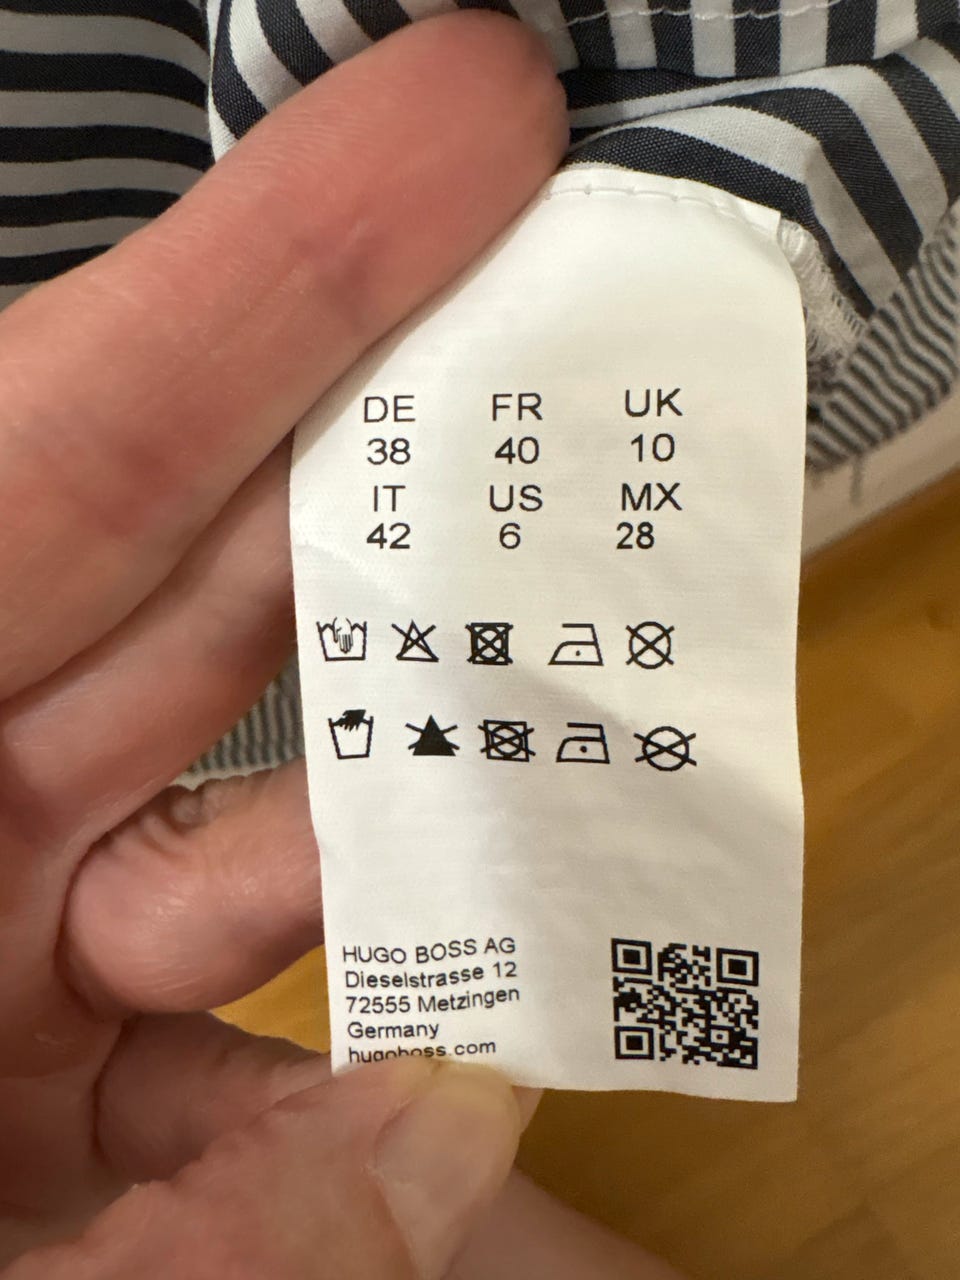 DE FR UK
38 40 10
IT US MX
42 6 28
HUGO BOSS AG
Dieselstrasse 12
72555 Metzingen
Germany
hugoboss.com